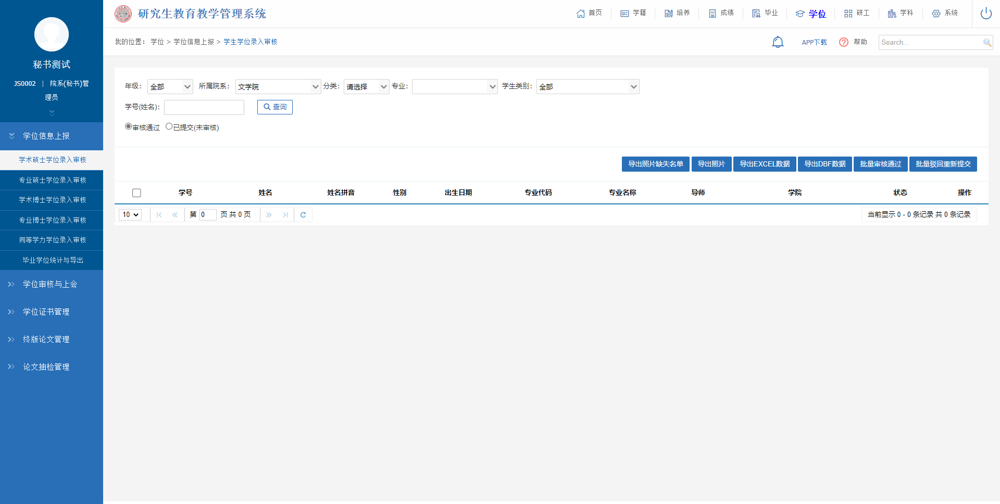 研究生教育教学管理系统
首页 学籍 培养 成绩 毕业 学位 研工 学科 系统
我的位置： 学位 > 学位信息上报 > 学生学位录入审核
APP下载 帮助 Search...
秘书测试
JS0002 | 院系(秘书)管
理员
学位信息上报
学术硕士学位录入审核
专业硕士学位录入审核
学术博士学位录入审核
专业博士学位录入审核
同等学力学位录入审核
毕业学位统计与导出
学位审核与上会
学位证书管理
终版论文管理
论文抽检管理
年级： 全部 所属院系： 文学院 分类： 请选择 专业： 学生类别： 全部
学号(姓名)： 查询
审核通过 已提交(未审核)
导出照片缺失名单 导出照片 导出EXCEL数据 导出DBF数据 批量审核通过 批量驳回重新提交
学号 姓名 姓名拼音 性别 出生日期 专业代码 专业名称 导师 学院 状态 操作
10 第 0 页 共 0 页 当前显示 0 - 0 条记录 共 0 条记录